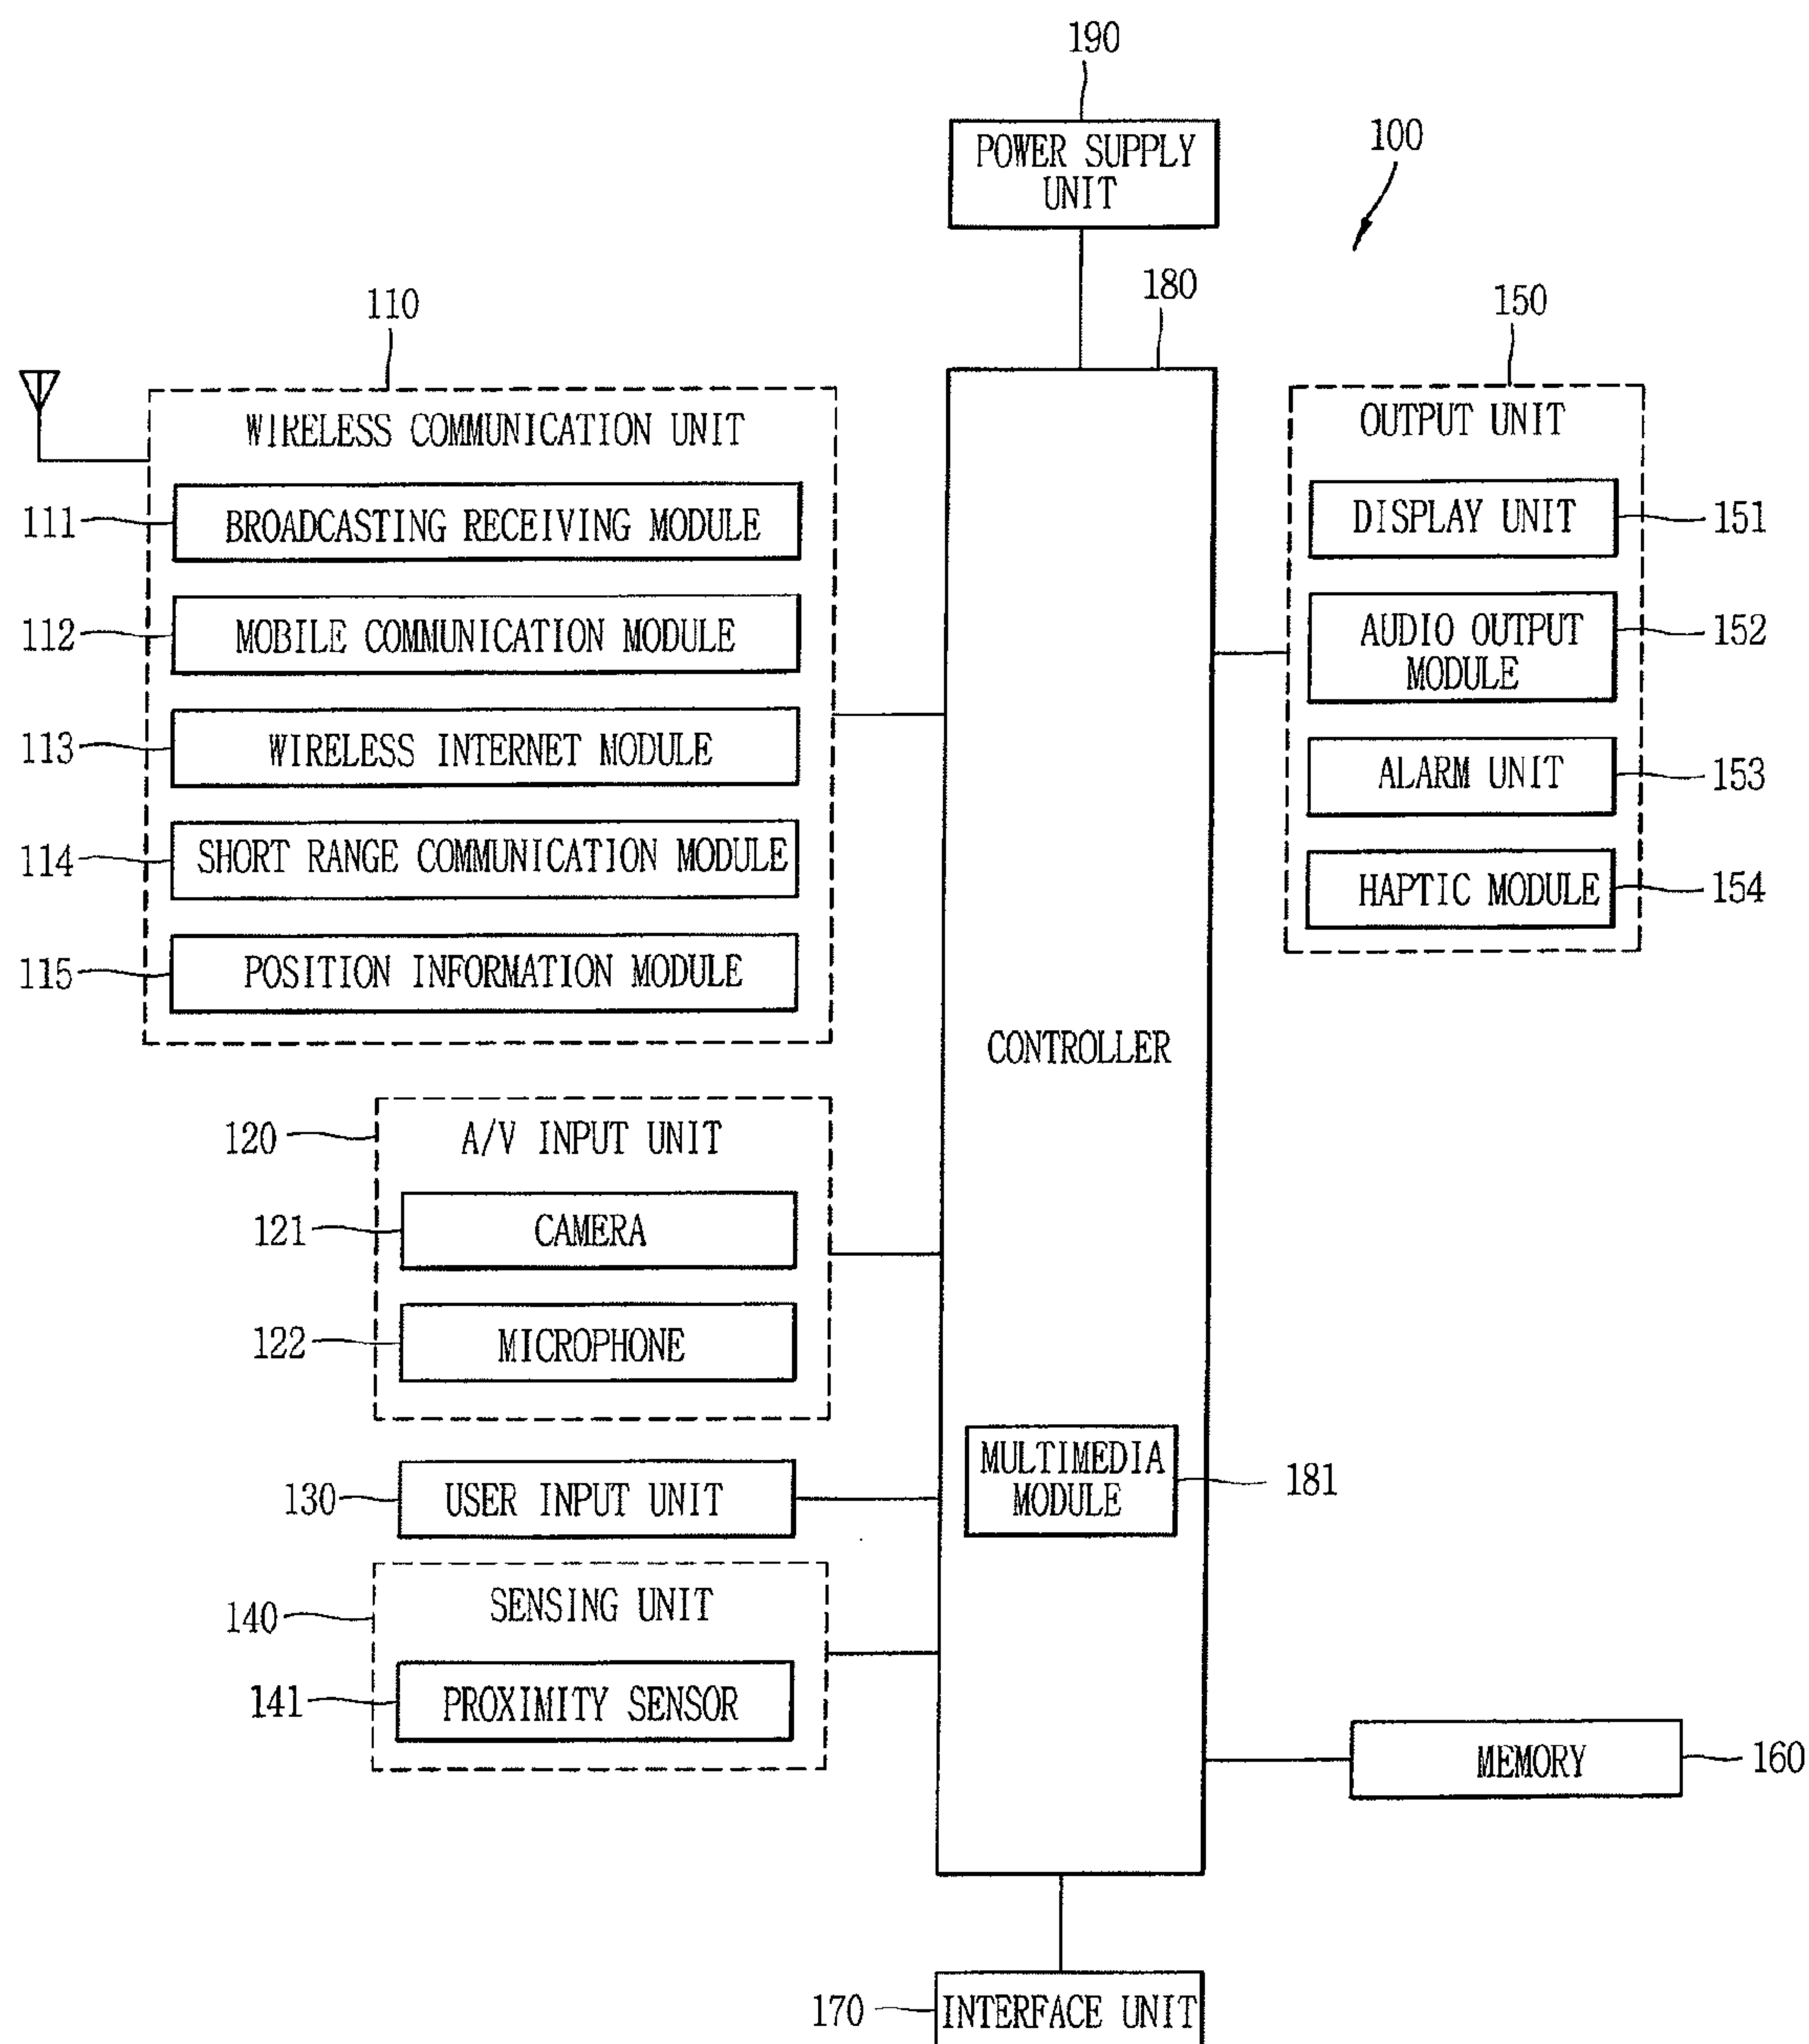 190
POWER SUPPLY
UNIT
100
180
110
WIRELESS COMMUNICATION UNIT
111
BROADCASTING RECEIVING MODULE
112
MOBILE COMMUNICATION MODULE
113
WIRELESS INTERNET MODULE
114
SHORT RANGE COMMUNICATION MODULE
115
POSITION INFORMATION MODULE
150
OUTPUT UNIT
DISPLAY UNIT
151
AUDIO OUTPUT
MODULE
152
ALARM UNIT
153
HAPTIC MODULE
154
CONTROLLER
120
A/V INPUT UNIT
121
CAMERA
122
MICROPHONE
130
USER INPUT UNIT
MULTIMEDIA
MODULE
181
140
SENSING UNIT
141
PROXIMITY SENSOR
MEMORY
160
170
INTERFACE UNIT